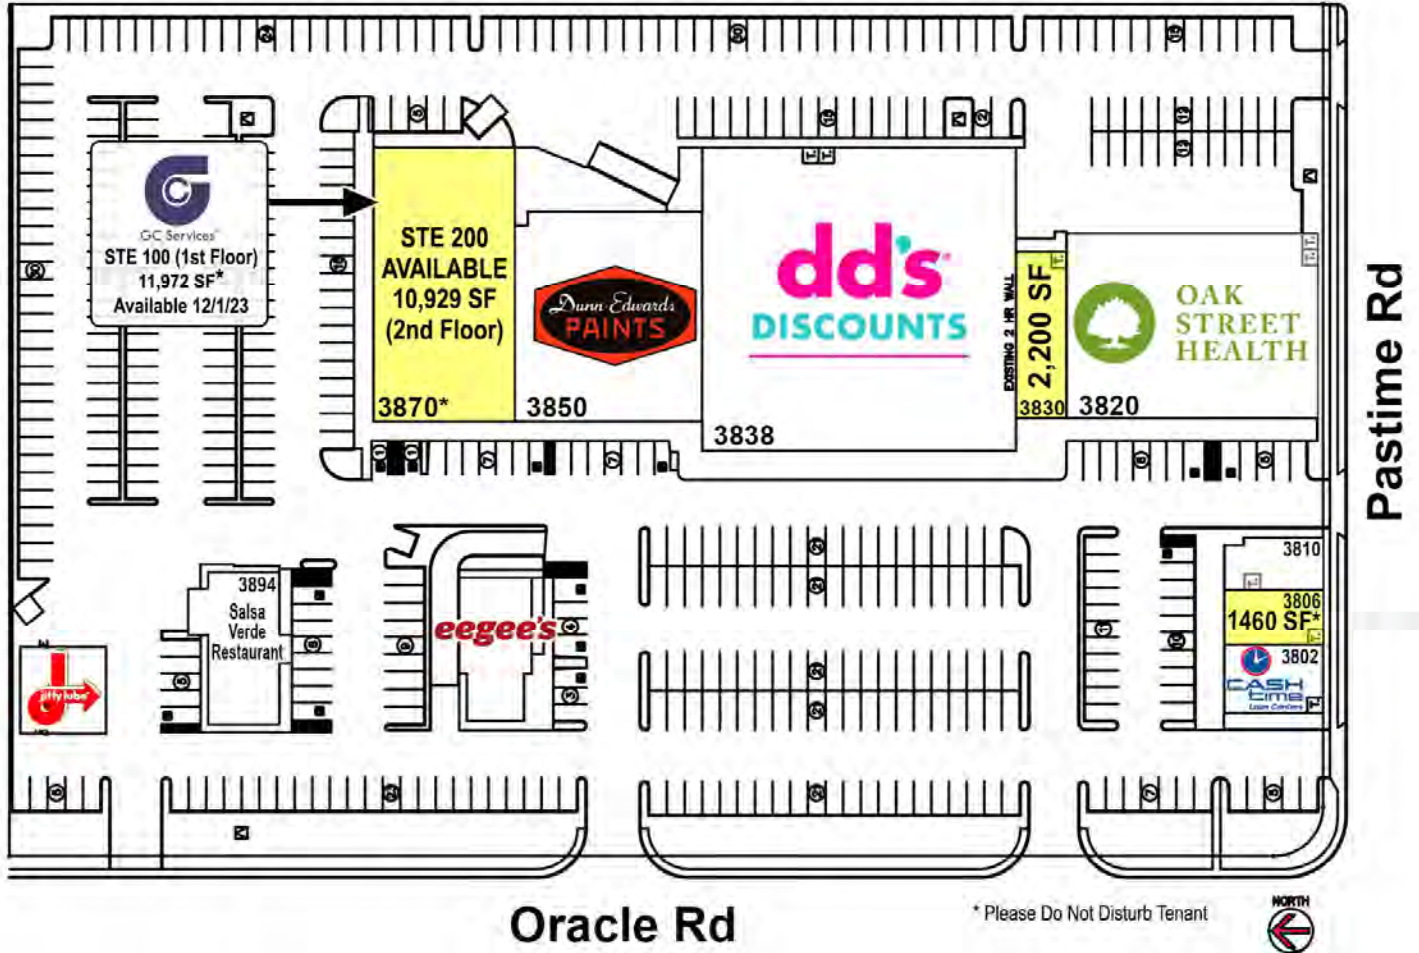 GC Services
STE 100 (1st Floor)
11,972 SF*
Available 12/1/23
STE 200
AVAILABLE
10,929 SF
(2nd Floor)
3870*
Dunn-Edwards
PAINTS
3850
dd's
DISCOUNTS
3838
EXISTING 2 HR WALL
2,200 SF
3830
OAK
STREET
HEALTH
3820
Pastime Rd
3894
Salsa
Verde
Restaurant
eegee's
jiffy lube
3810
3806
1460 SF*
3802
CASH
time
Loan Centers
Oracle Rd
* Please Do Not Disturb Tenant
NORTH